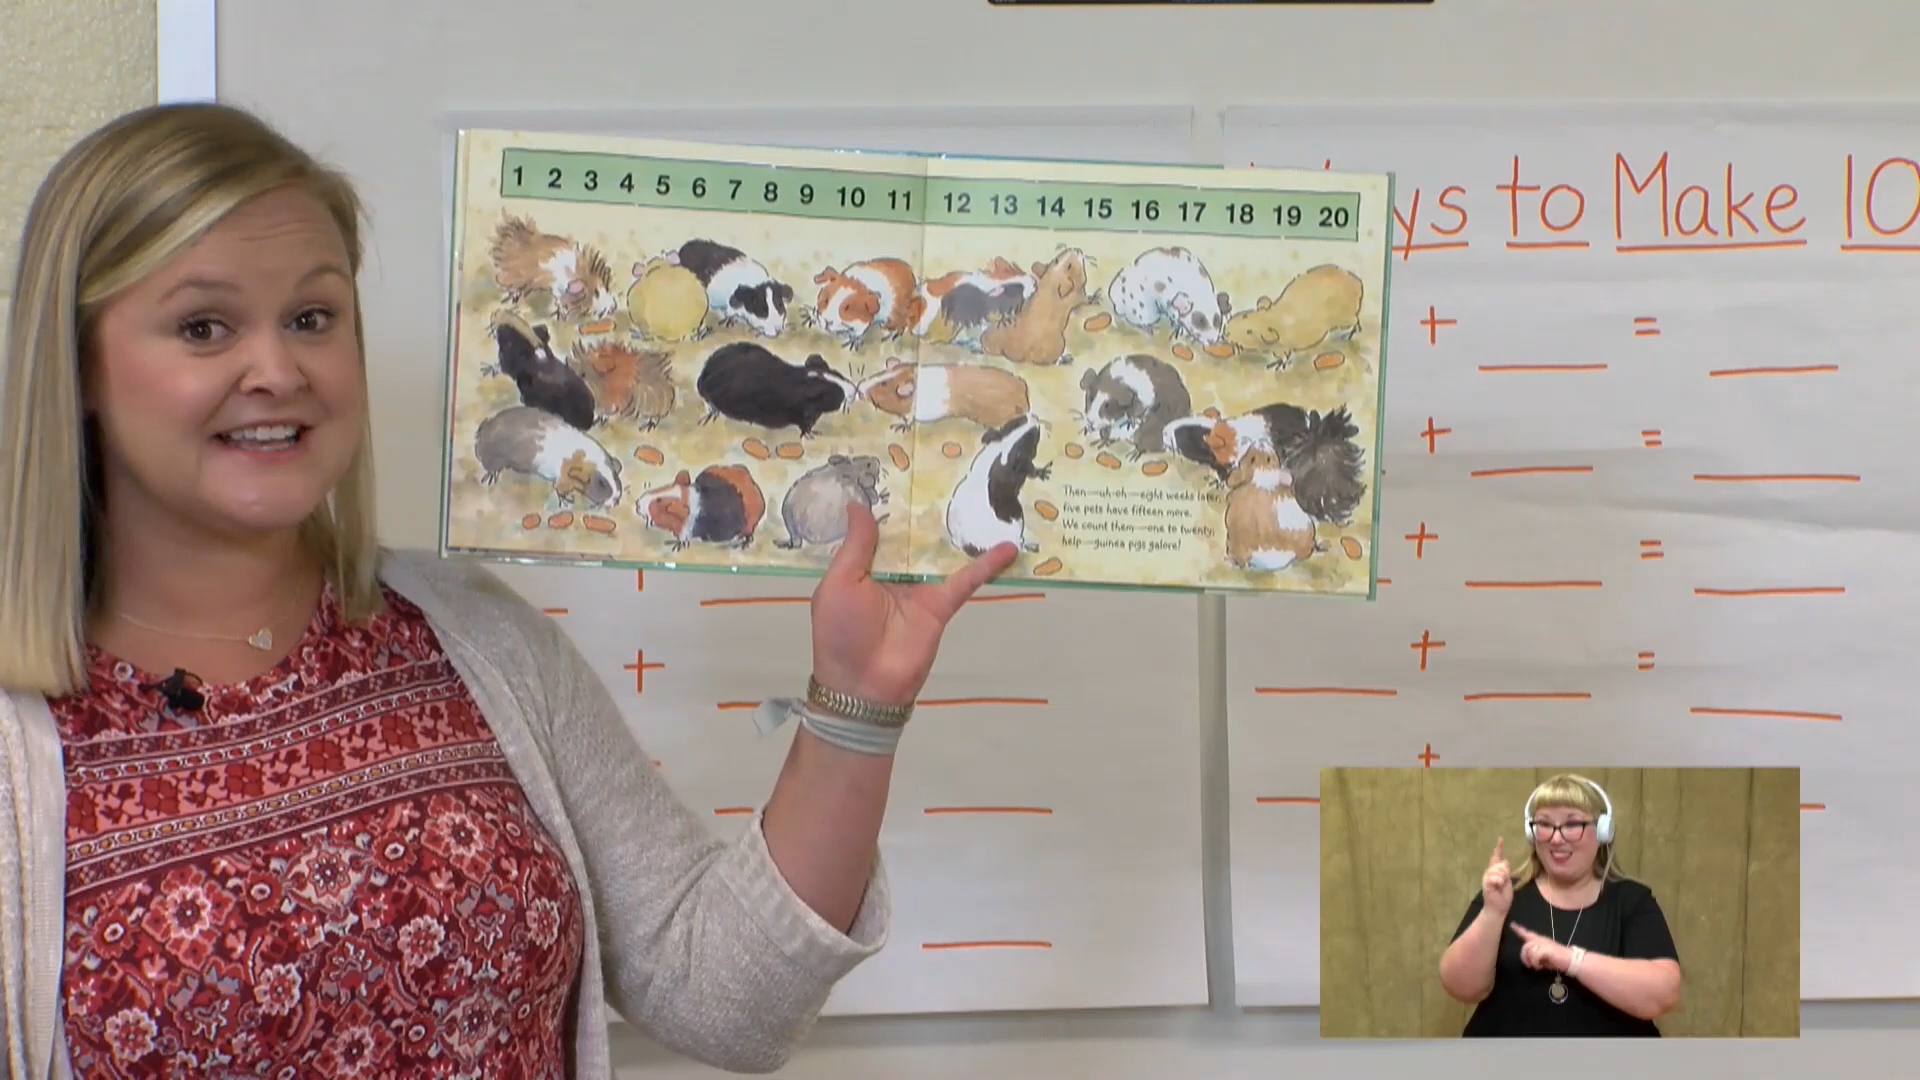 1 2 3 4 5 6 7 8 9 10 11 12 13 14 15 16 17 18 19 20
Then—uh-oh—eight weeks later,
five pets have fifteen more.
We count them—one to twenty:
help—guinea pigs galore!
to Make 10
+ =
+ =
+ =
+ =
+
+